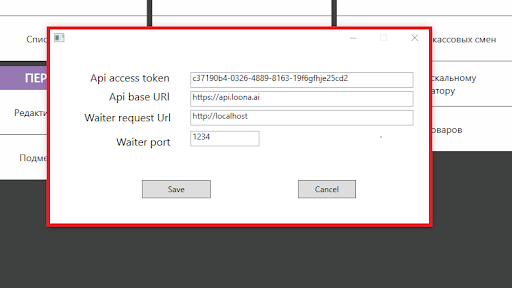 Спис
кассовых смен
ПЕР
скальному
атору
Редакти
оваров
Подме
Api access token
c37190b4-0326-4889-8163-19f6gfhje25cd2
Api base URl
https://api.loona.ai
Waiter request Url
http://localhost
Waiter port
1234
Save
Cancel